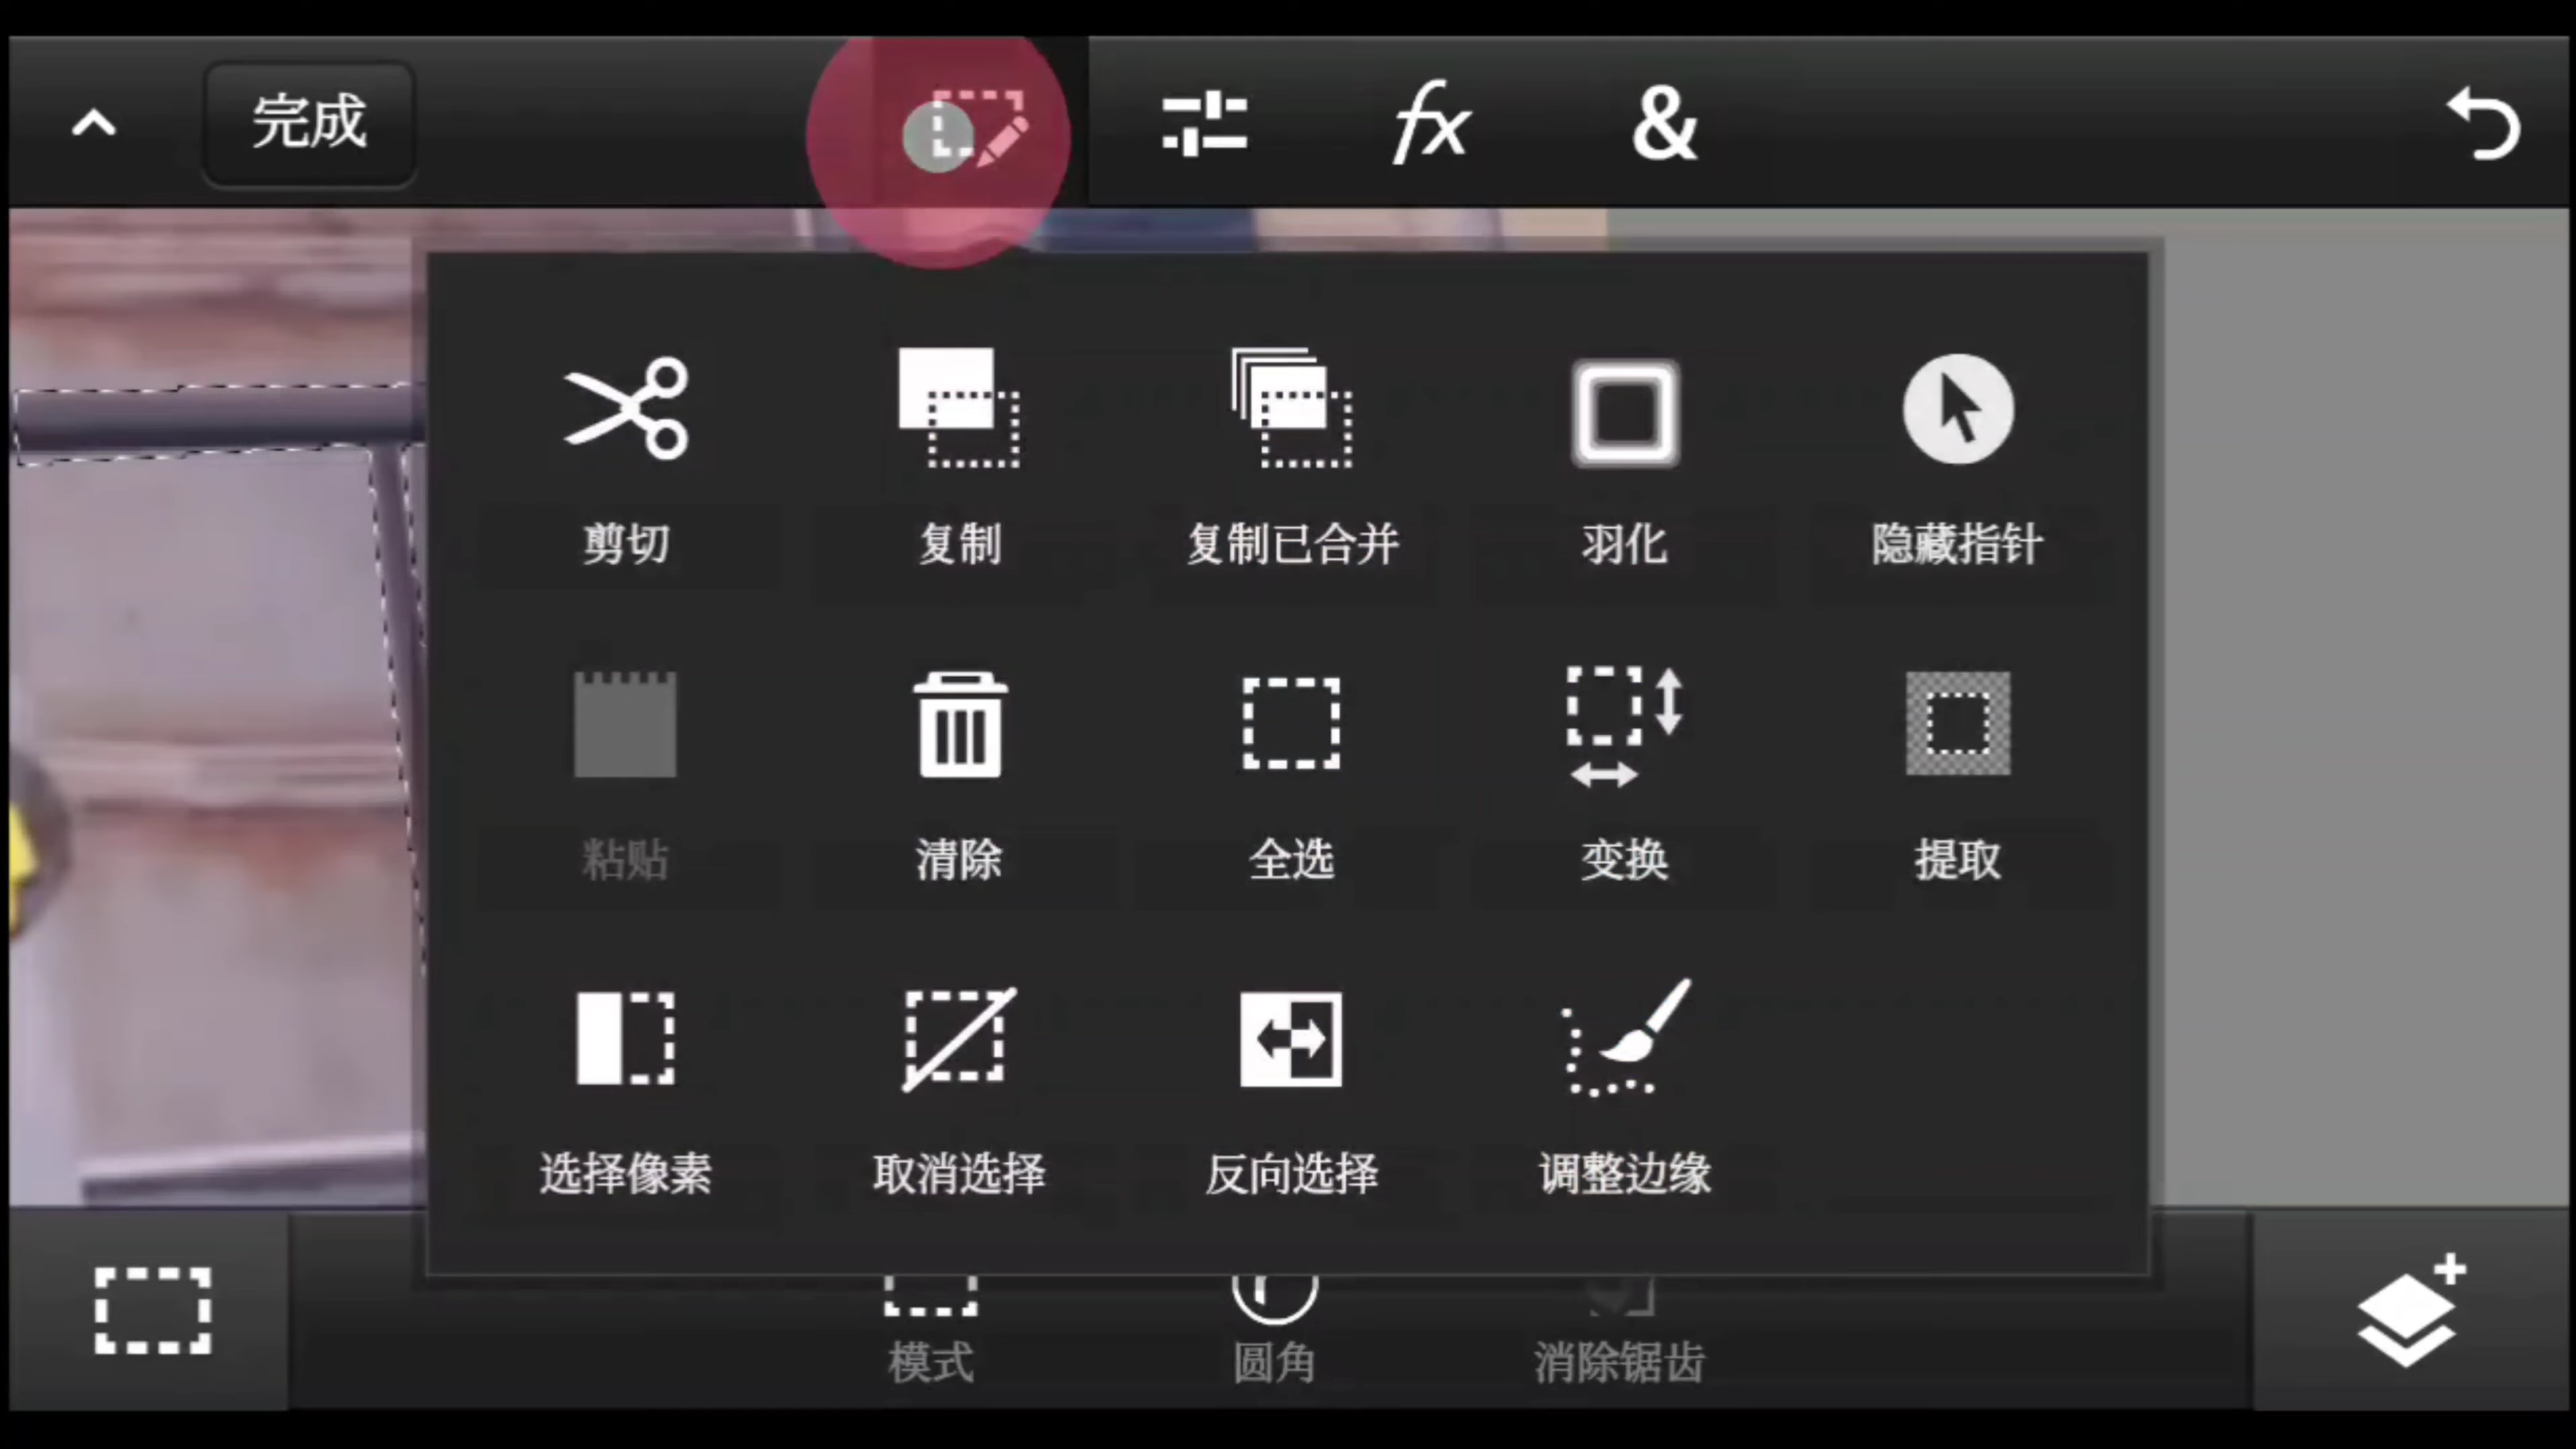 完成
fx &
剪切 复制 复制已合并 羽化 隐藏指针
粘贴 清除 全选 变换 提取
选择像素 取消选择 反向选择 调整边缘
模式 圆角 消除锯齿